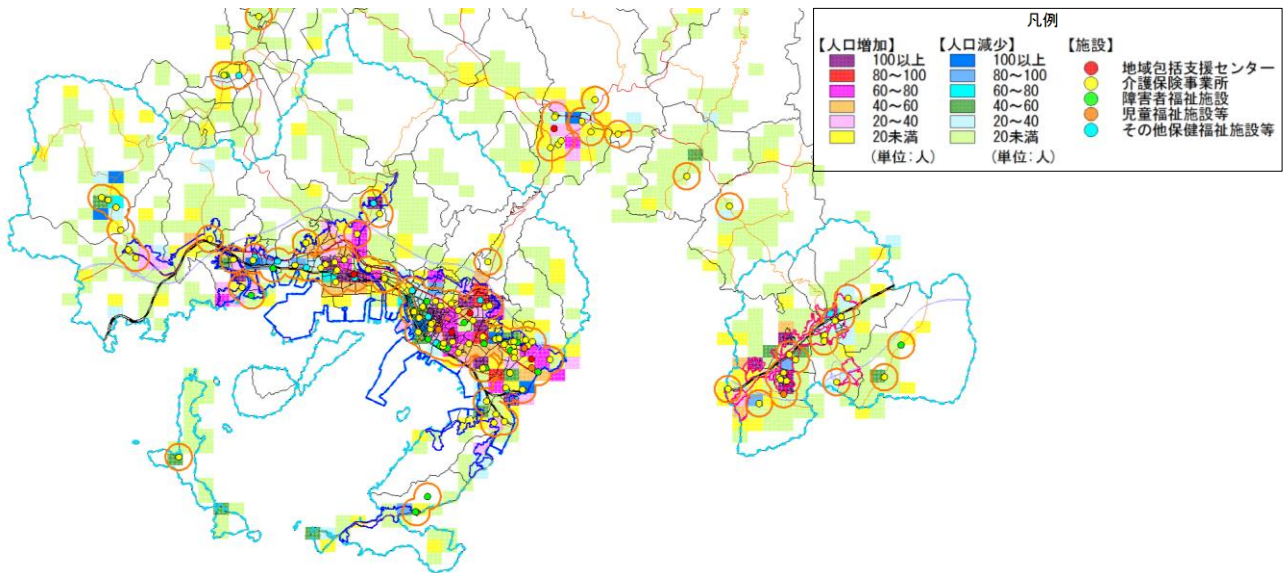 凡例
【人口増加】 【人口減少】 【施設】
100以上 100以上 地域包括支援センター
80～100 80～100 介護保険事業所
60～80 60～80 障害者福祉施設
40～60 40～60 児童福祉施設等
20～40 20～40 その他保健福祉施設等
20未満 20未満
(単位:人) (単位:人)